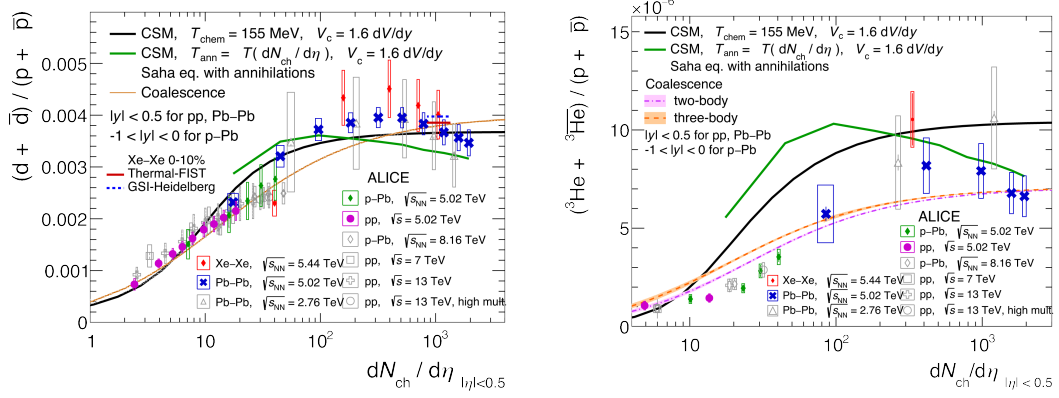 CSM, T_chem = 155 MeV, V_c = 1.6 dV/dy
CSM, T_ann = T( dN_ch / dη ), V_c = 1.6 dV/dy
Saha eq. with annihilations
Coalescence
|y| < 0.5 for pp, Pb–Pb
-1 < |y| < 0 for p–Pb
Xe–Xe 0-10%
Thermal-FIST
GSI-Heidelberg
ALICE
p–Pb, √s_NN = 5.02 TeV
pp, √s = 5.02 TeV
p–Pb, √s_NN = 8.16 TeV
pp, √s = 7 TeV
pp, √s = 13 TeV
pp, √s = 13 TeV, high mult.
Xe–Xe, √s_NN = 5.44 TeV
Pb–Pb, √s_NN = 5.02 TeV
Pb–Pb, √s_NN = 2.76 TeV
(d + d̅) / (p + p̅)
0.005
0.004
0.003
0.002
0.001
0
1 10 10² 10³
dN_ch / dη |η|<0.5
×10⁻⁶
CSM, T_chem = 155 MeV, V_c = 1.6 dV/dy
CSM, T_ann = T( dN_ch / dη ), V_c = 1.6 dV/dy
Saha eq. with annihilations
Coalescence
two-body
three-body
|y| < 0.5 for pp, Pb–Pb
-1 < |y| < 0 for p–Pb
ALICE
p–Pb, √s_NN = 5.02 TeV
pp, √s = 5.02 TeV
p–Pb, √s_NN = 8.16 TeV
pp, √s = 7 TeV
pp, √s = 13 TeV
pp, √s = 13 TeV, high mult.
Xe–Xe, √s_NN = 5.44 TeV
Pb–Pb, √s_NN = 5.02 TeV
Pb–Pb, √s_NN = 2.76 TeV
(³He + ³H̅e̅) / (p + p̅)
15
10
5
0
10 10² 10³
dN_ch / dη |η| < 0.5